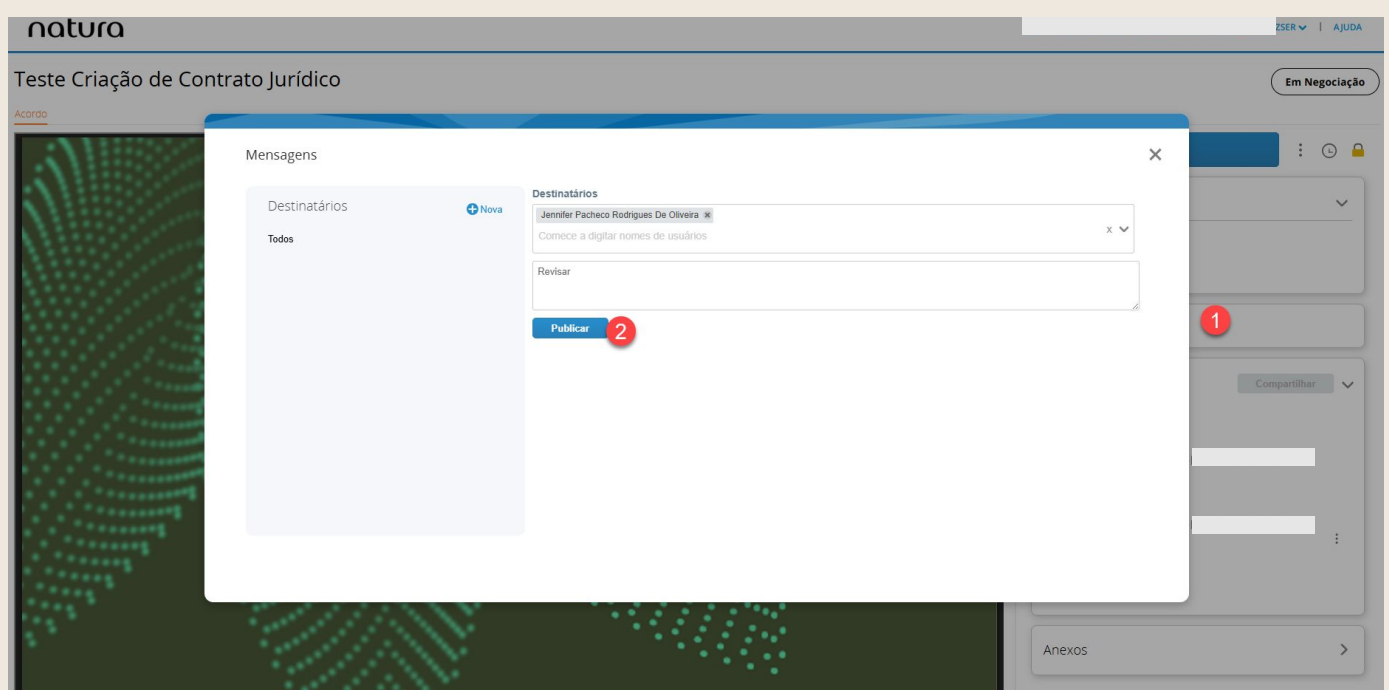 natura
ZSER | AJUDA
Teste Criação de Contrato Jurídico
Em Negociação
Acordo
Mensagens
Destinatários
Nova
Todos
Destinatários
Jennifer Pacheco Rodrigues De Oliveira
Comece a digitar nomes de usuários
x
Revisar
Publicar
2
1
Compartilhar
Anexos